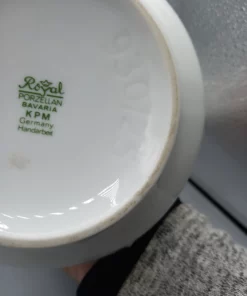 Royal
PORZELLAN
BAVARIA
KPM
Germany
Handarbeit